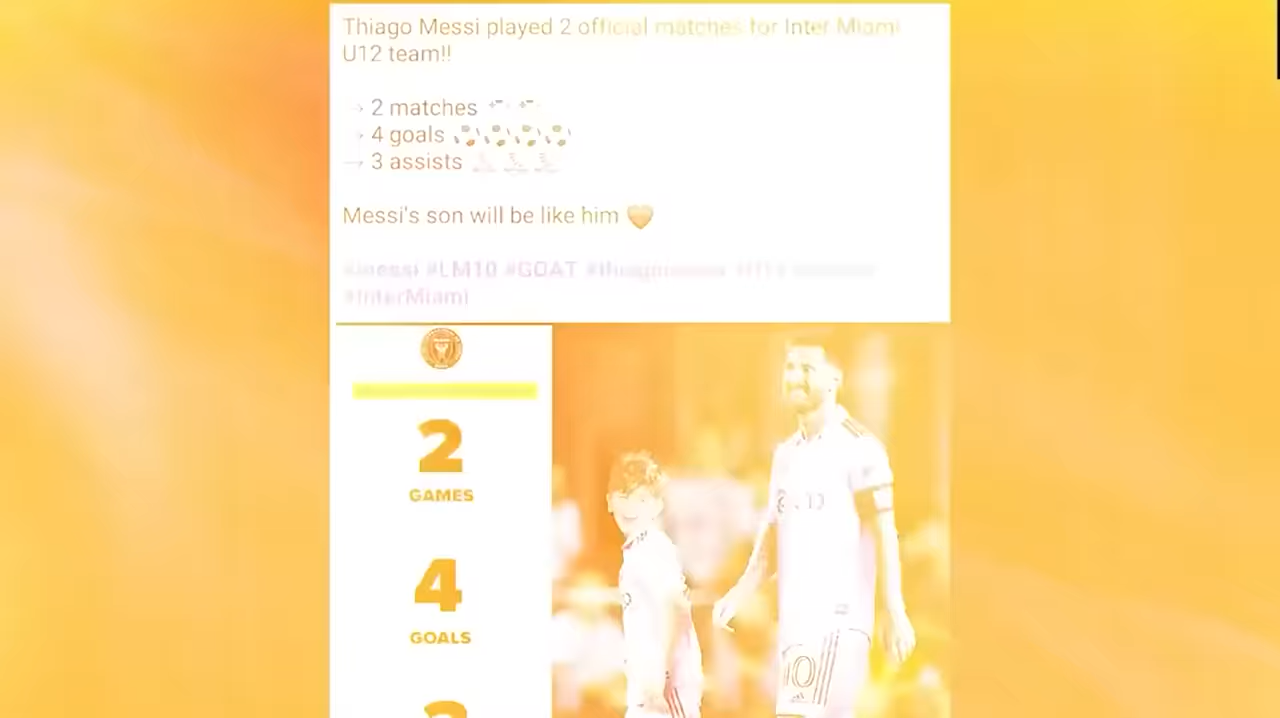 Thiago Messi played 2 official matches for Inter Miami
U12 team!!
→ 2 matches
→ 4 goals ⚽⚽⚽⚽
→ 3 assists
Messi's son will be like him 🧡
#messi #LM10 #GOAT
#InterMiami
2
GAMES
4
GOALS
10